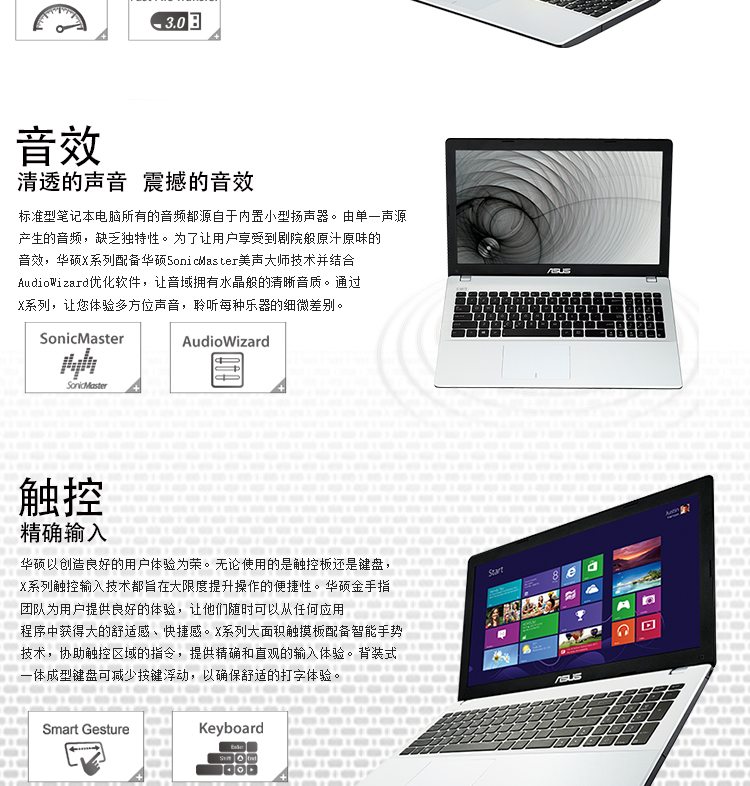 3.0
音效
清透的声音 震撼的音效
标准型笔记本电脑所有的音频都源自于内置小型扬声器。由单一声源
产生的音频，缺乏独特性。为了让用户享受到剧院般原汁原味的
音效，华硕X系列配备华硕SonicMaster美声大师技术并结合
AudioWizard优化软件，让音域拥有水晶般的清晰音质。通过
X系列，让您体验多方位声音，聆听每种乐器的细微差别。
SonicMaster
SonicMaster
AudioWizard
ASUS
触控
精确输入
华硕以创造良好的用户体验为荣。无论使用的是触控板还是键盘，
X系列触控输入技术都旨在大限度提升操作的便捷性。华硕金手指
团队为用户提供良好的体验，让他们随时可以从任何应用
程序中获得大的舒适感、快捷感。X系列大面积触摸板配备智能手势
技术，协助触控区域的指令，提供精确和直观的输入体验。背装式
一体成型键盘可减少按键浮动，以确保舒适的打字体验。
Smart Gesture
Keyboard
Enter
Shift
End
Start
ASUS